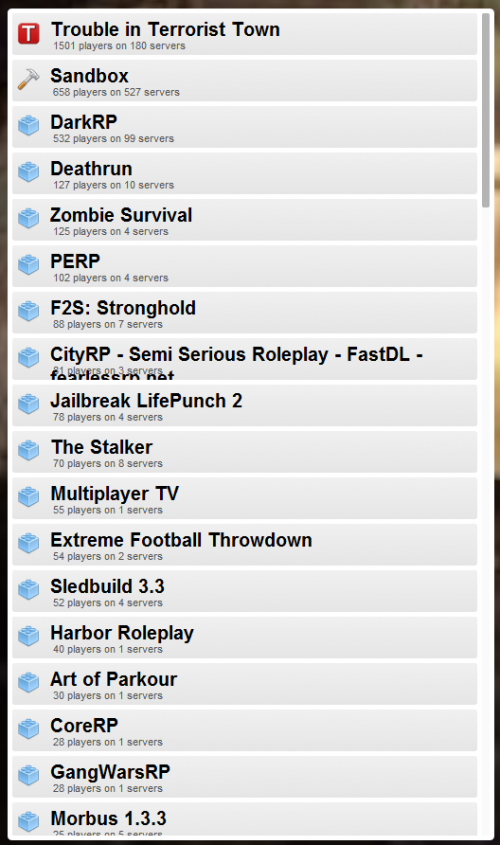 T
Trouble in Terrorist Town
1501 players on 180 servers
Sandbox
658 players on 527 servers
DarkRP
532 players on 99 servers
Deathrun
127 players on 10 servers
Zombie Survival
125 players on 4 servers
PERP
102 players on 4 servers
F2S: Stronghold
88 players on 7 servers
CityRP - Semi Serious Roleplay - FastDL -
fearlessrp.net
81 players on 3 servers
Jailbreak LifePunch 2
78 players on 4 servers
The Stalker
70 players on 8 servers
Multiplayer TV
55 players on 1 servers
Extreme Football Throwdown
54 players on 2 servers
Sledbuild 3.3
52 players on 4 servers
Harbor Roleplay
40 players on 1 servers
Art of Parkour
30 players on 1 servers
CoreRP
28 players on 1 servers
GangWarsRP
28 players on 1 servers
Morbus 1.3.3
25 players on 5 servers